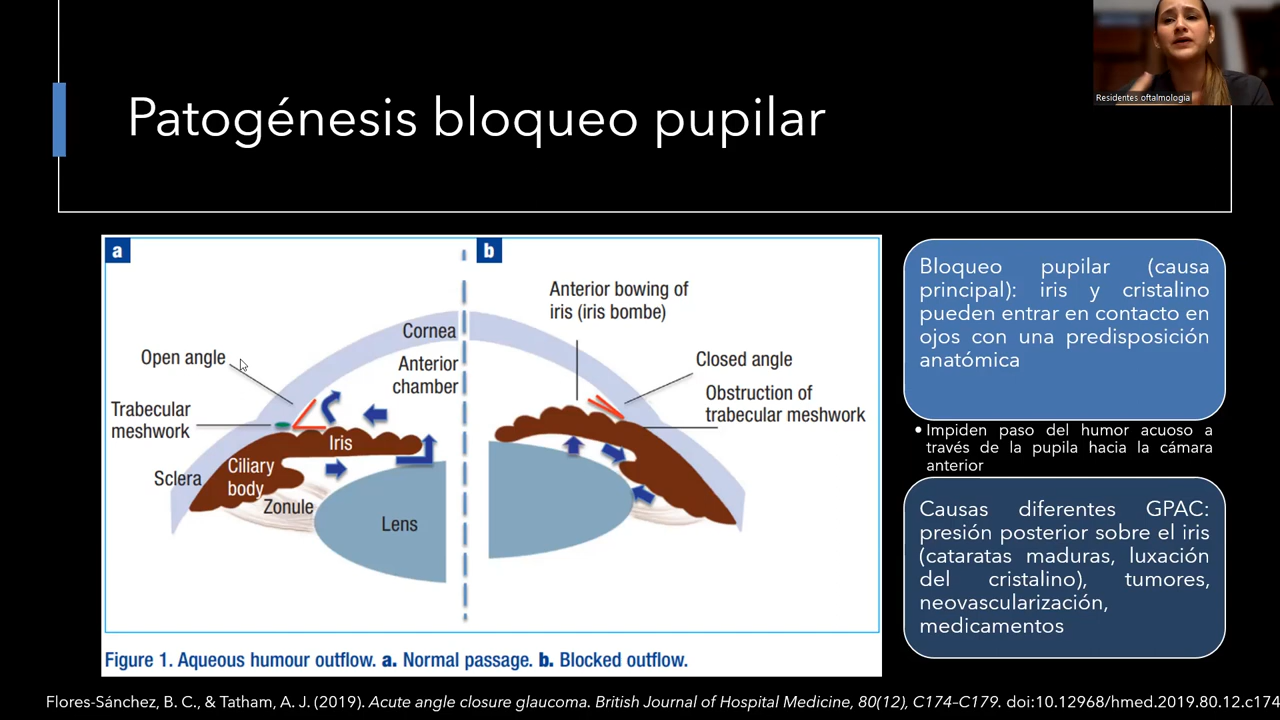 Residentes oftalmología
Patogénesis bloqueo pupilar
a
b
Anterior bowing of
iris (iris bombe)
Cornea
Open angle
Anterior
chamber
Closed angle
Trabecular
meshwork
Obstruction of
trabecular meshwork
Iris
Sclera
Ciliary
body
Zonule
Lens
Figure 1. Aqueous humour outflow. a. Normal passage. b. Blocked outflow.
Bloqueo pupilar (causa
principal): iris y cristalino
pueden entrar en contacto en
ojos con una predisposición
anatómica
• Impiden paso del humor acuoso a
través de la pupila hacia la cámara
anterior
Causas diferentes GPAC:
presión posterior sobre el iris
(cataratas maduras, luxación
del cristalino), tumores,
neovascularización,
medicamentos
Flores-Sánchez, B. C., & Tatham, A. J. (2019). Acute angle closure glaucoma. British Journal of Hospital Medicine, 80(12), C174–C179. doi:10.12968/hmed.2019.80.12.c174